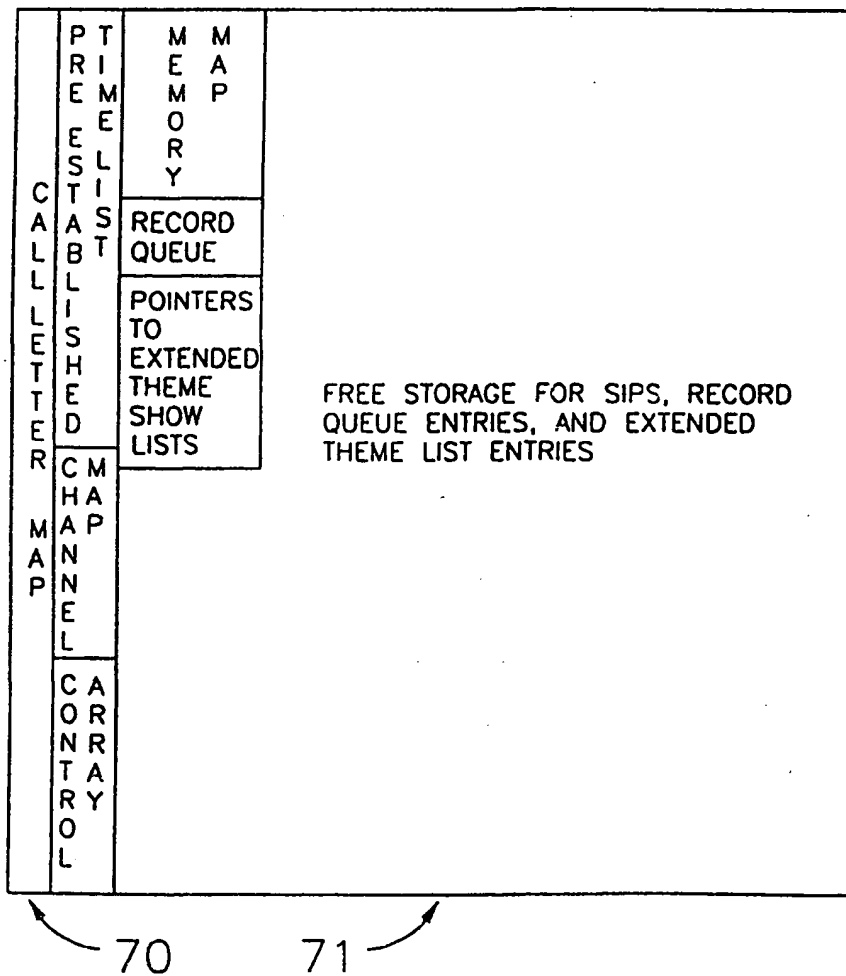 CALL LETTER MAP
PRE ESTABLISHED
TIME LIST
CHANNEL
MAP
CONTROL
ARRAY
MEMORY
MAP
RECORD
QUEUE
POINTERS
TO
EXTENDED
THEME
SHOW
LISTS
FREE STORAGE FOR SIPS, RECORD
QUEUE ENTRIES, AND EXTENDED
THEME LIST ENTRIES
70
71